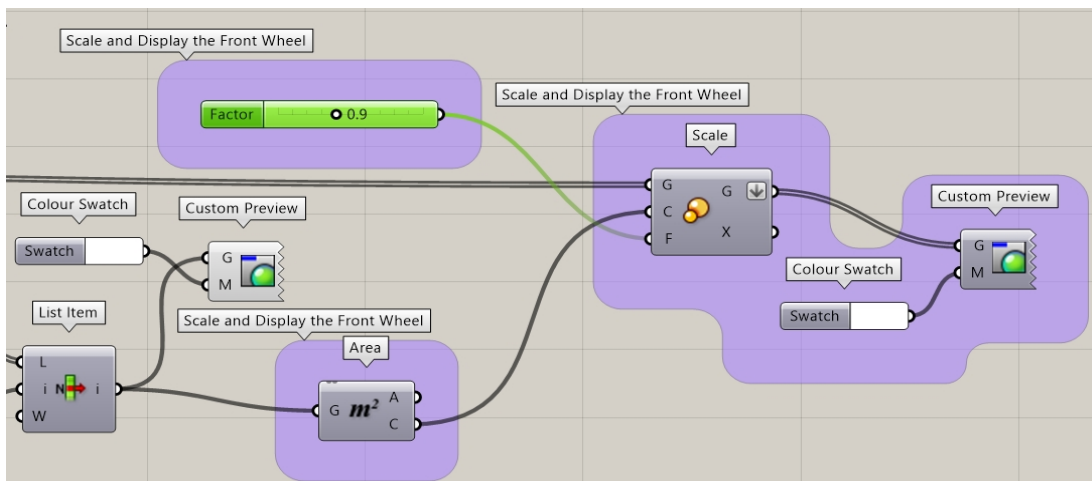 Scale and Display the Front Wheel
Factor 0.9
Scale and Display the Front Wheel
Scale
G G
C
F X
Colour Swatch
Swatch
Custom Preview
G
M
Custom Preview
G
M
Colour Swatch
Swatch
List Item
L
i N i
W
Scale and Display the Front Wheel
Area
G m² A
C